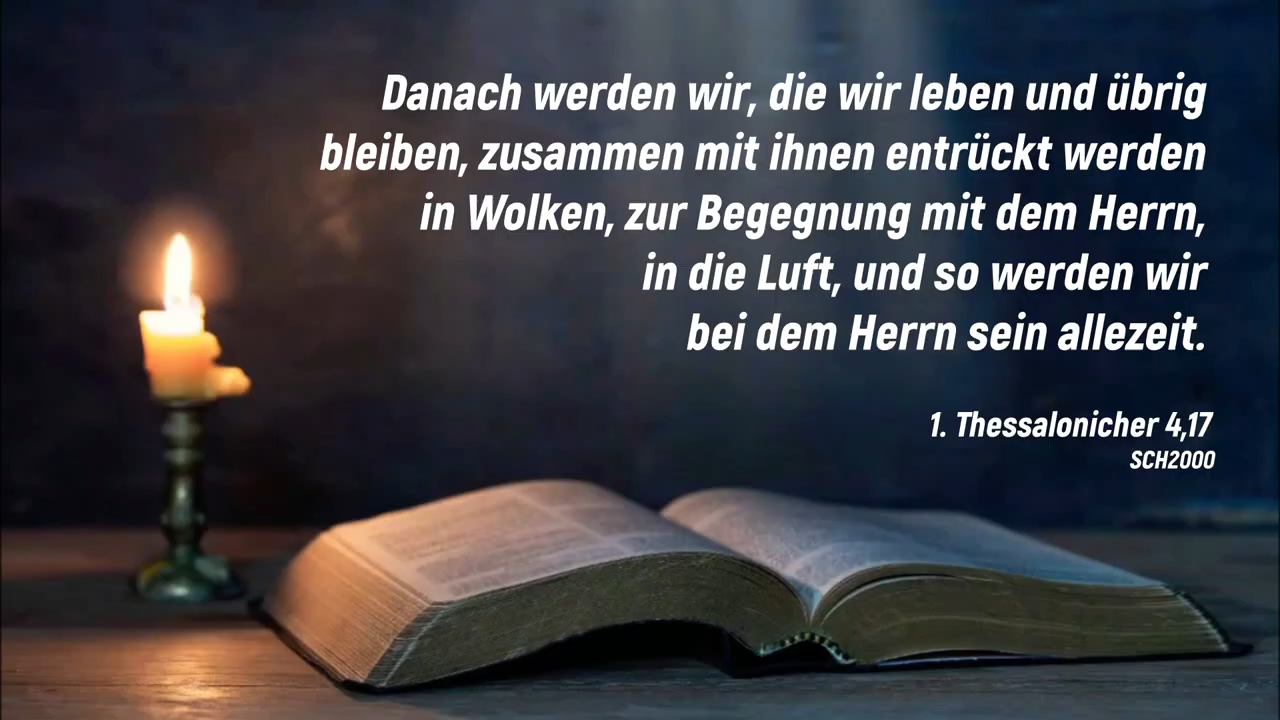 Danach werden wir, die wir leben und übrig
bleiben, zusammen mit ihnen entrückt werden
in Wolken, zur Begegnung mit dem Herrn,
in die Luft, und so werden wir
bei dem Herrn sein allezeit.
1. Thessalonicher 4,17
SCH2000